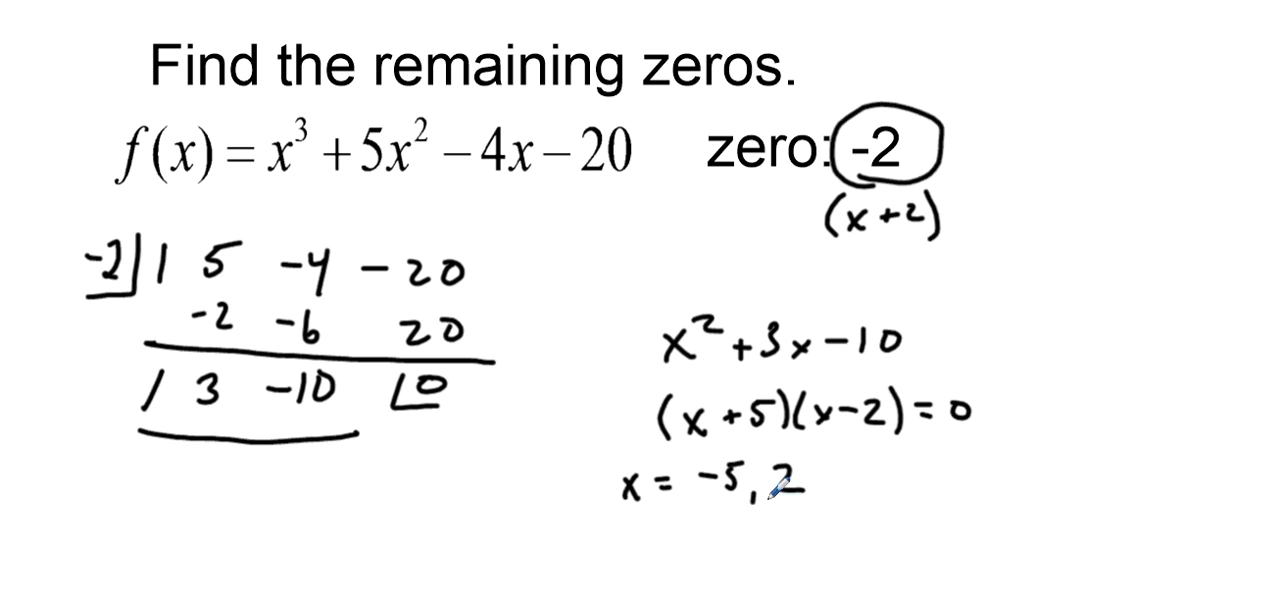 Find the remaining zeros.
f(x) = x³ + 5x² – 4x – 20 zero: -2
(x+2)
-2 1 5 -4 -20
-2 -6 20
1 3 -10 0
x² + 3x - 10
(x + 5)(x - 2) = 0
x = -5, 2